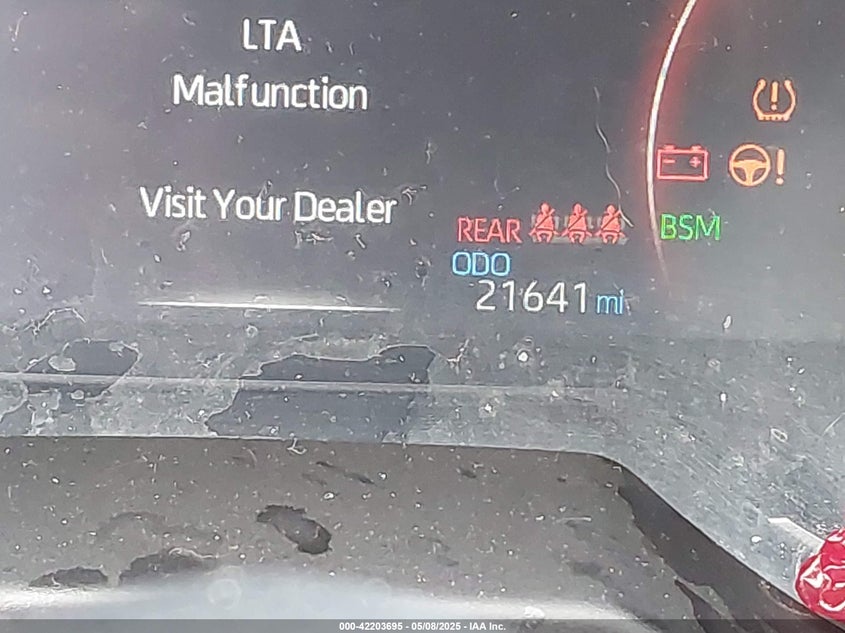 LTA
Malfunction
Visit Your Dealer
REAR
BSM
ODO
21641 mi
000-42203695 - 05/08/2025 - IAA Inc.